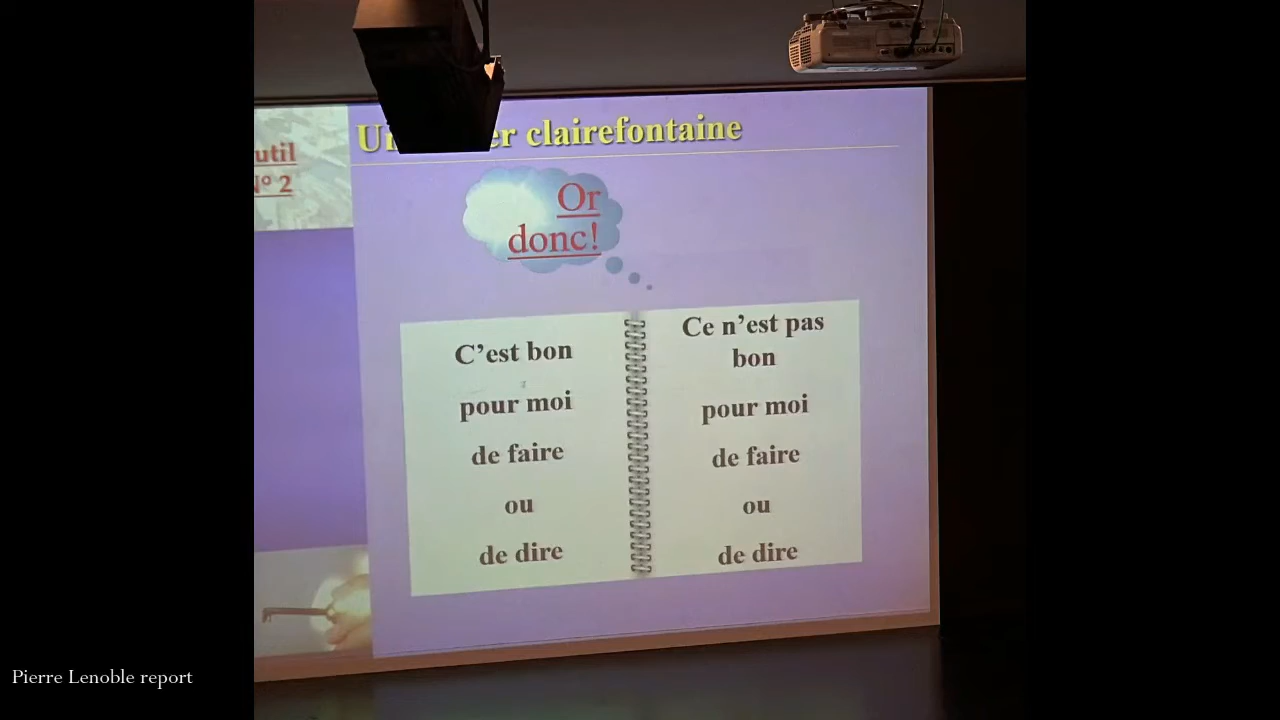 util
N° 2
clairefontaine
Or
donc!
C’est bon
pour moi
de faire
ou
de dire
Ce n’est pas
bon
pour moi
de faire
ou
de dire
Pierre Lenoble report